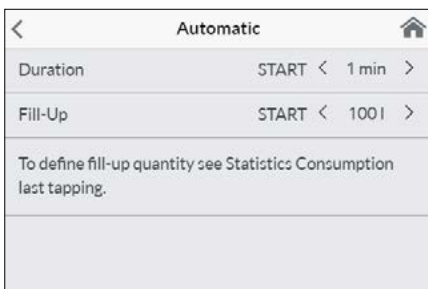 Automatic
Duration START < 1 min >
Fill-Up START < 100 l >
To define fill-up quantity see Statistics Consumption
last tapping.